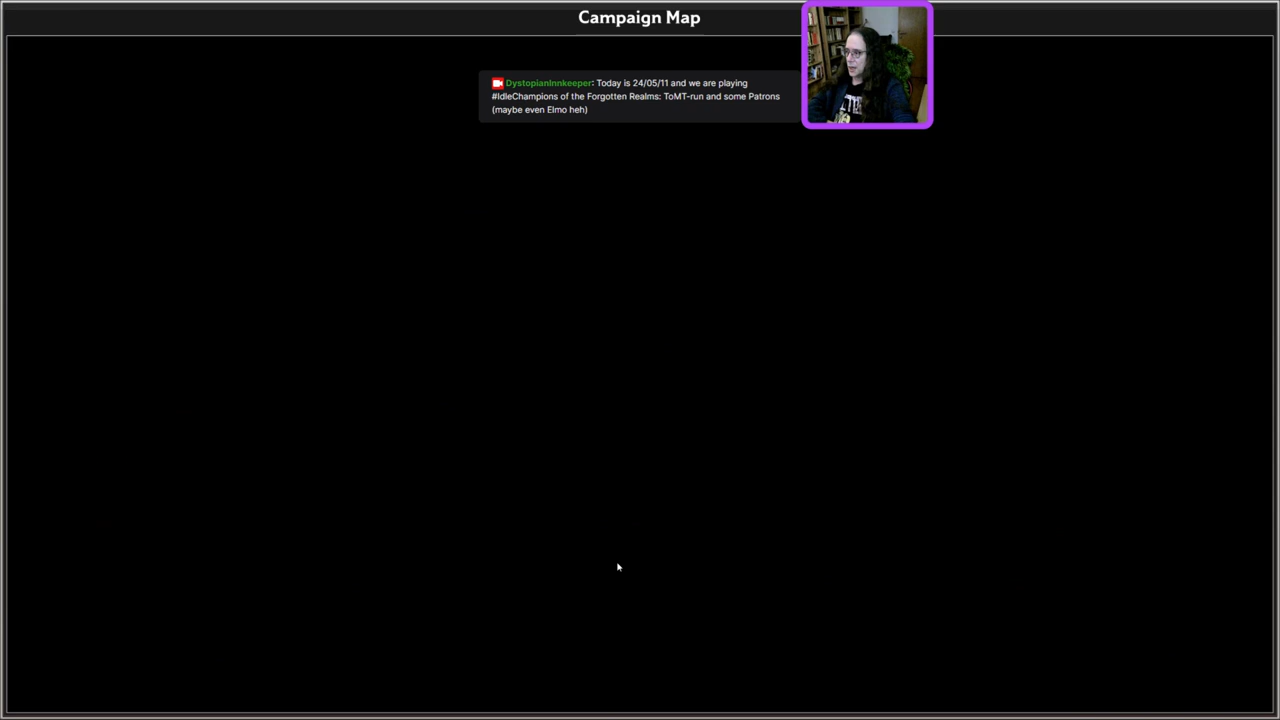 Campaign Map
DystopianInnkeeper: Today is 24/05/11 and we are playing
#IdleChampions of the Forgotten Realms: ToMT-run and some Patrons
(maybe even Elmo heh)